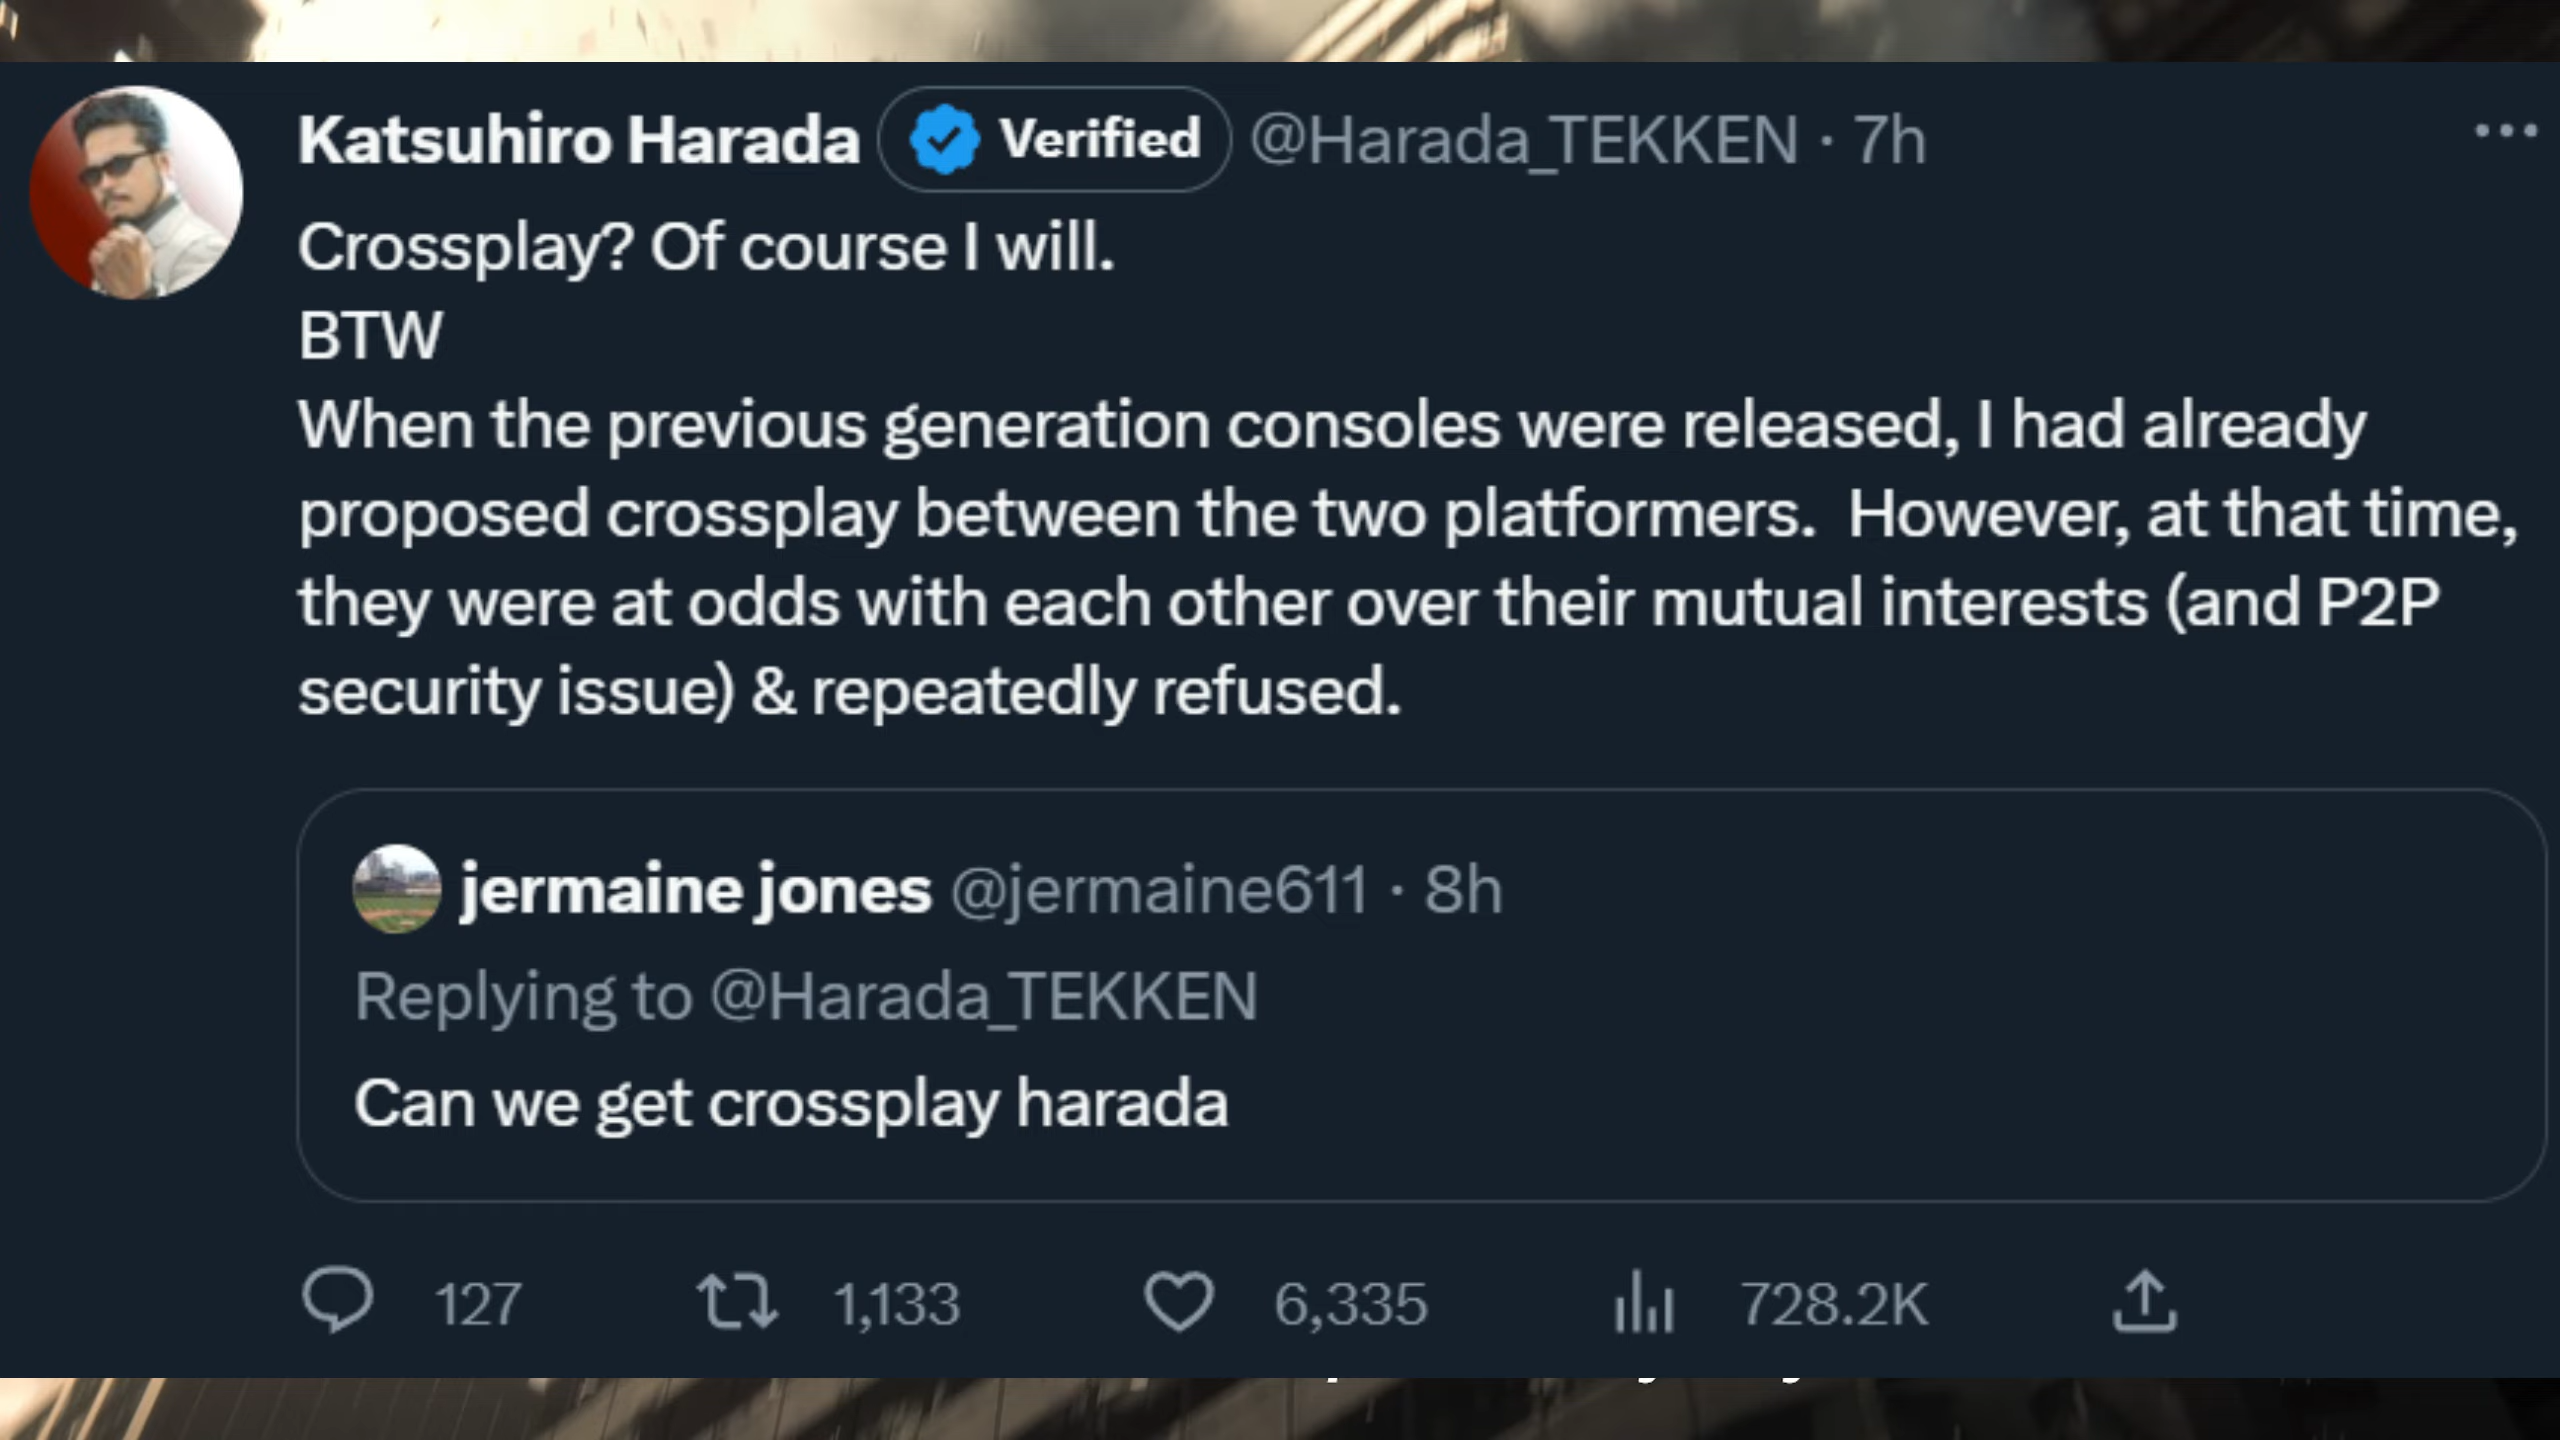 Katsuhiro Harada Verified @Harada_TEKKEN · 7h
Crossplay? Of course I will.
BTW
When the previous generation consoles were released, I had already
proposed crossplay between the two platformers.  However, at that time,
they were at odds with each other over their mutual interests (and P2P
security issue) & repeatedly refused.
jermaine jones @jermaine611 · 8h
Replying to @Harada_TEKKEN
Can we get crossplay harada
127 1,133 6,335 728.2K